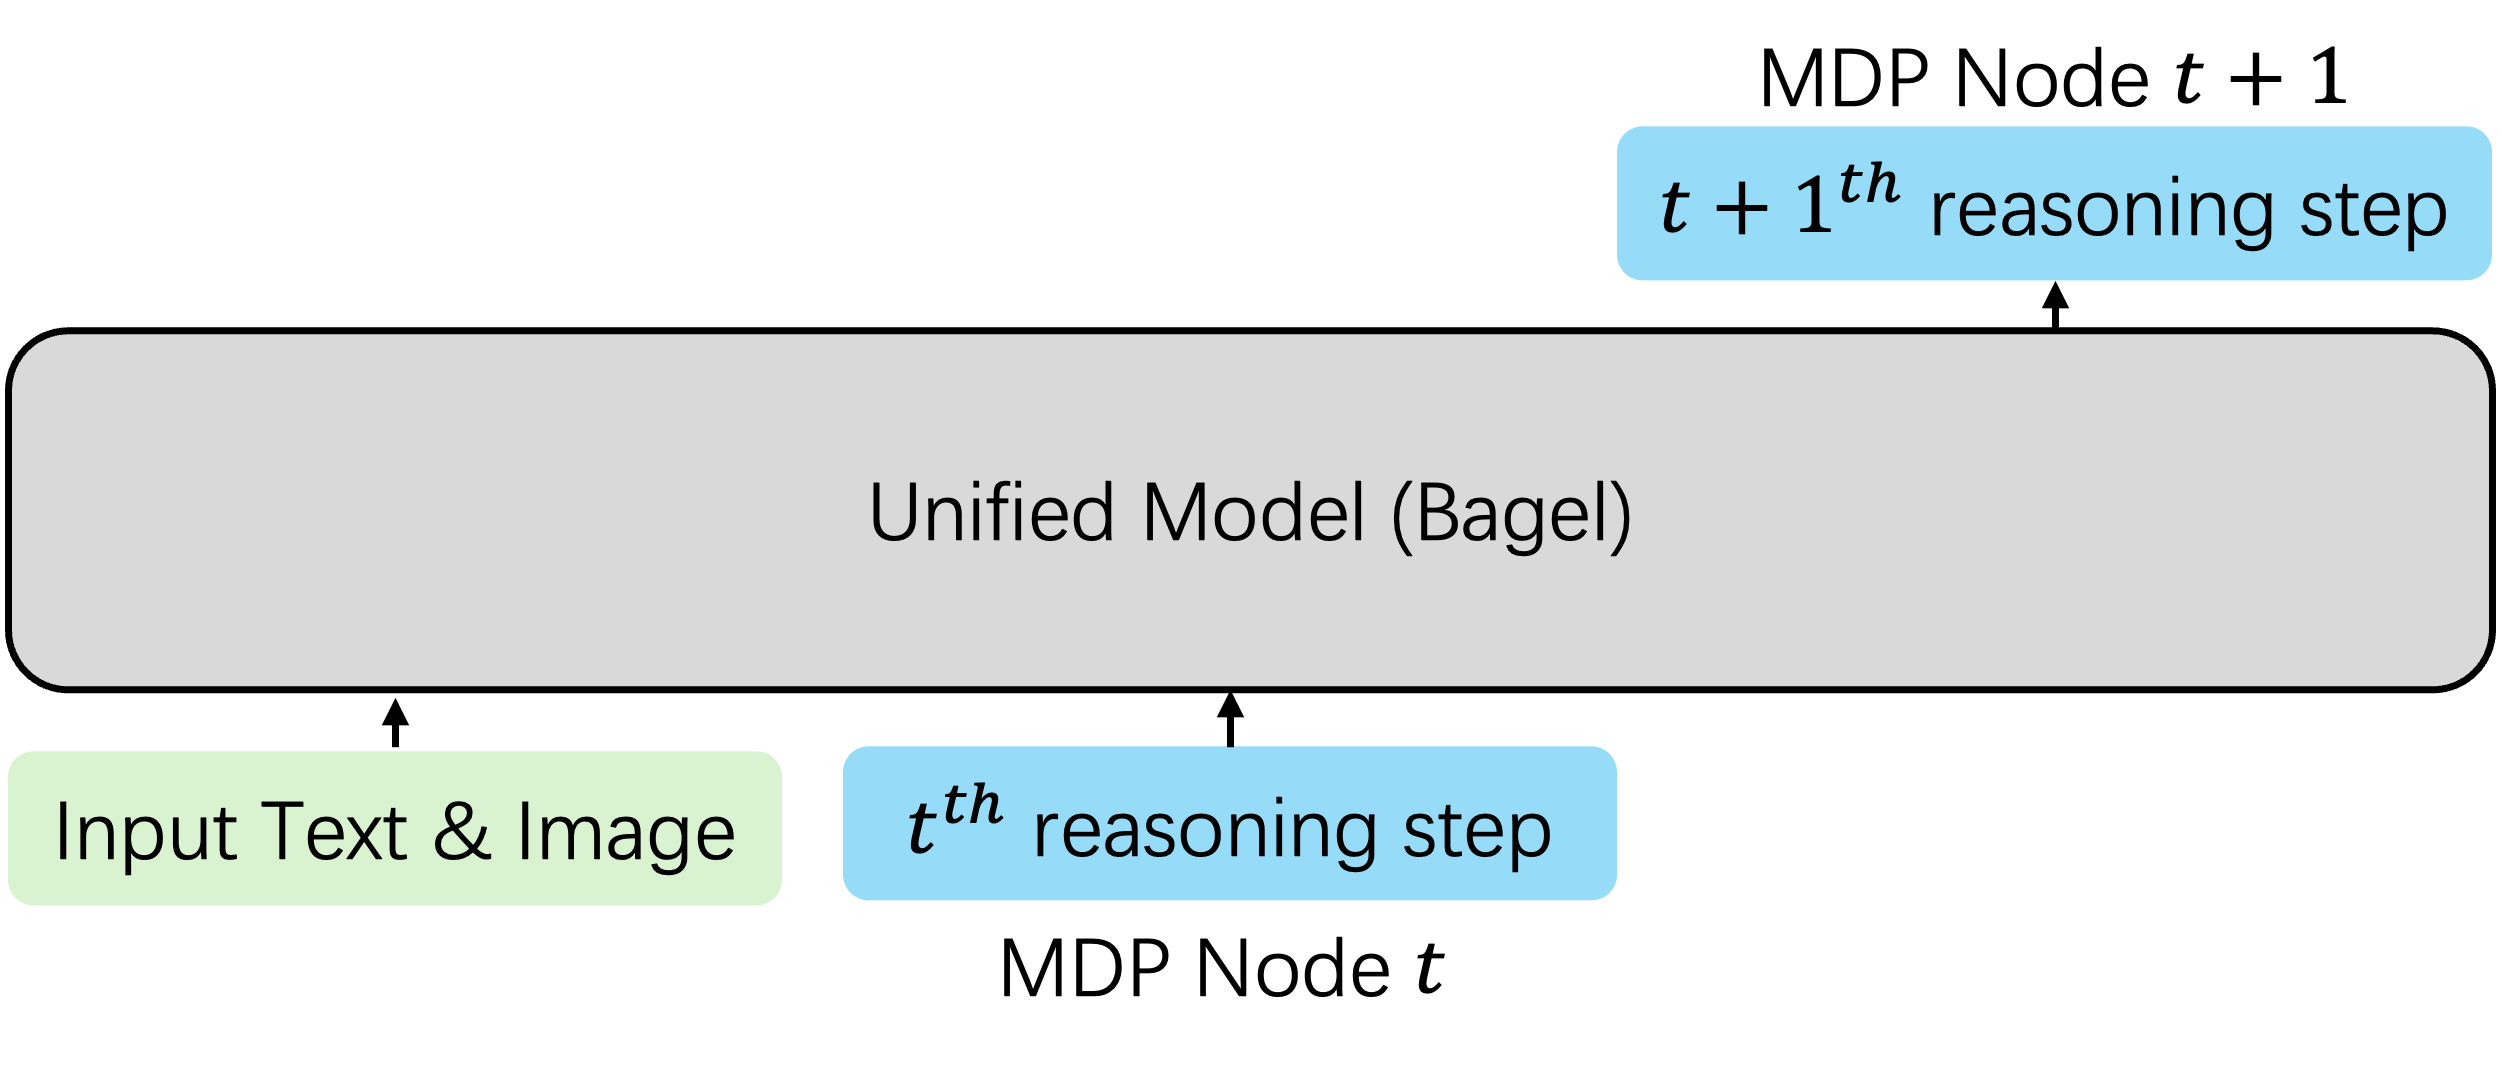 MDP Node t + 1
t + 1^th reasoning step
Unified Model (Bagel)
Input Text & Image
t^th reasoning step
MDP Node t